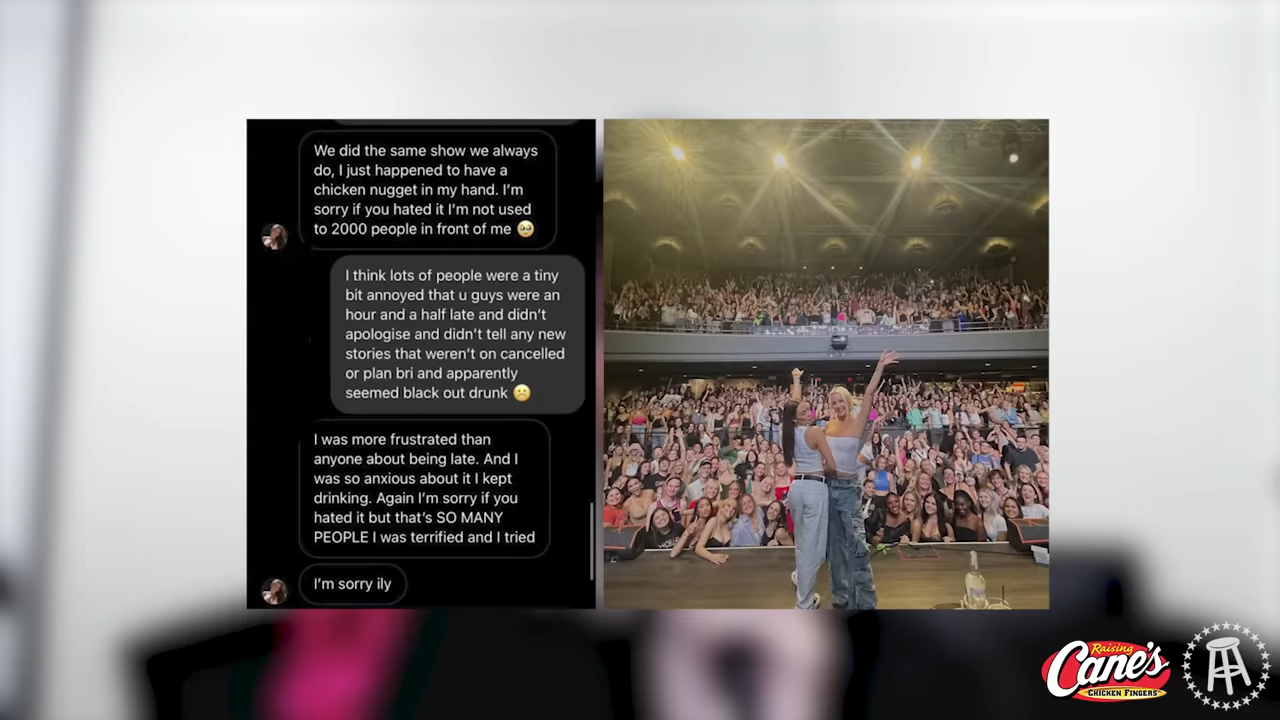 We did the same show we always
do, I just happened to have a
chicken nugget in my hand. I'm
sorry if you hated it I'm not used
to 2000 people in front of me 🥹
I think lots of people were a tiny
bit annoyed that u guys were an
hour and a half late and didn't
apologise and didn't tell any new
stories that weren't on cancelled
or plan bri and apparently
seemed black out drunk ☹️
I was more frustrated than
anyone about being late. And I
was so anxious about it I kept
drinking. Again I'm sorry if you
hated it but that's SO MANY
PEOPLE I was terrified and I tried
I'm sorry ily
Raising
Cane's
CHICKEN FINGERS